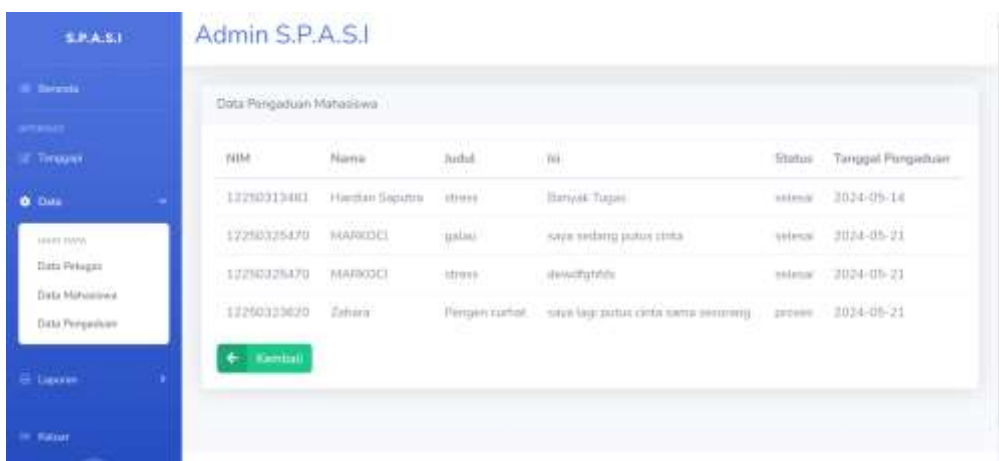 S.P.A.S.I
Admin S.P.A.S.I
Beranda
Data Pengaduan Mahasiswa
Tanggapi
NIM Nama Judul Isi Status Tanggal Pengaduan
Data
12250313461 Hardian Saputra stress Banyak Tugas selesai 2024-05-14
12250325470 MARKOCI galau saya sedang putus cinta selesai 2024-05-21
Data Petugas
12250325470 MARKOCI stress selesai 2024-05-21
Data Mahasiswa
12250323620 Zahara Pengen curhat saya lagi putus cinta sama seseorang proses 2024-05-21
Data Pengaduan
Kembali
Laporan
Keluar